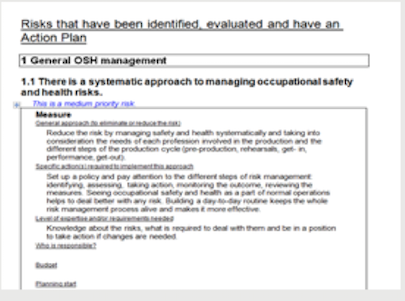 Risks that have been identified, evaluated and have an
Action Plan
1 General OSH management
1.1 There is a systematic approach to managing occupational safety
and health risks.
This is a medium priority risk.
Measure
General approach (to eliminate or reduce the risk)
Reduce the risk by managing safety and health systematically and taking into
consideration the needs of each profession involved in the production and the
different steps of the production cycle (pre-production, rehearsals, get- in,
performance, get-out).
Specific action(s) required to implement this approach
Set up a policy and pay attention to the different steps of risk management:
identifying, assessing, taking action, monitoring the outcome, reviewing the
measures. Seeing occupational safety and health as a part of normal operations
helps to deal better with any risk. Building a day-to-day routine keeps the whole
risk management process alive and makes it more effective.
Level of expertise and/or requirements needed
Knowledge about the risks, what is required to deal with them and be in a position
to take action if changes are needed.
Who is responsible?
Budget
Planning start